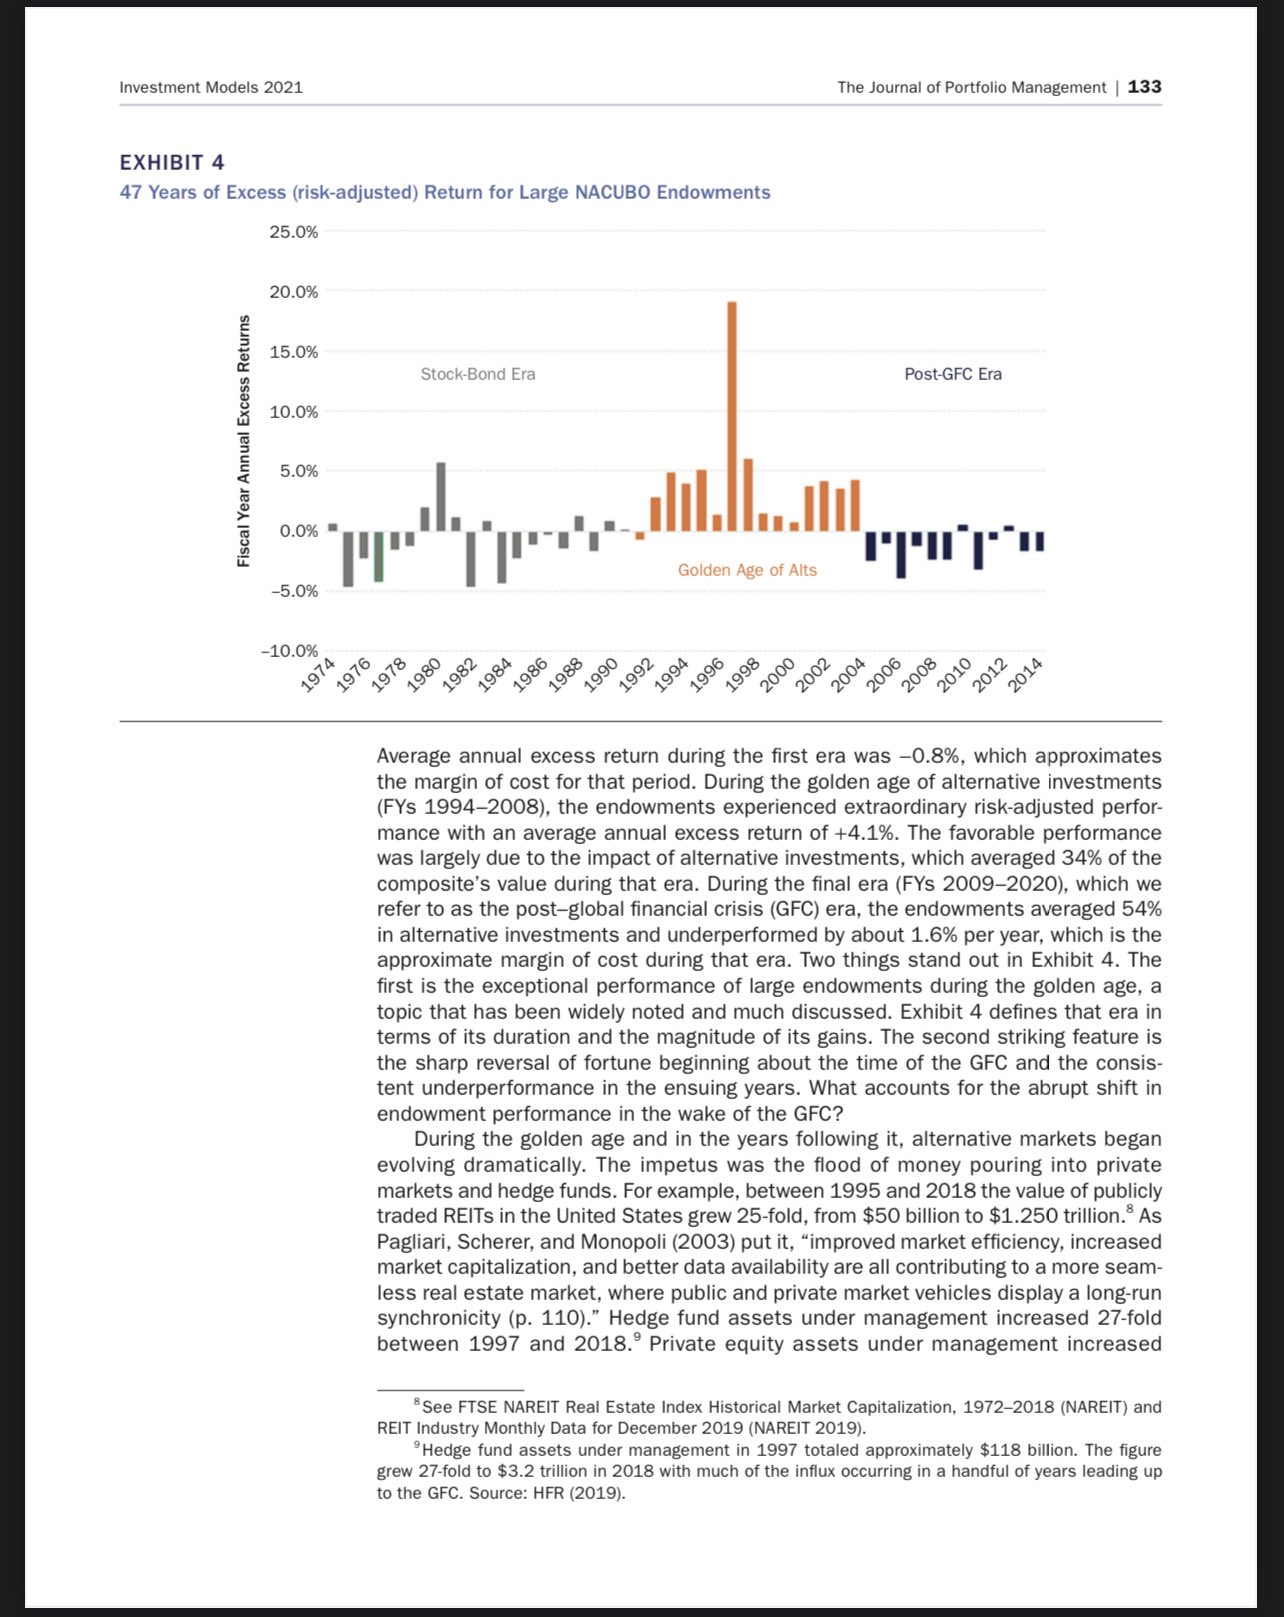 Investment Models 2021
The Journal of Portfolio Management | 133
EXHIBIT 4
47 Years of Excess (risk-adjusted) Return for Large NACUBO Endowments
Fiscal Year Annual Excess Returns
25.0%
20.0%
15.0%
10.0%
5.0%
0.0%
–5.0%
–10.0%
Stock-Bond Era
Post-GFC Era
Golden Age of Alts
1974 1976 1978 1980 1982 1984 1986 1988 1990 1992 1994 1996 1998 2000 2002 2004 2006 2008 2010 2012 2014
Average annual excess return during the first era was –0.8%, which approximates
the margin of cost for that period. During the golden age of alternative investments
(FYs 1994–2008), the endowments experienced extraordinary risk-adjusted perfor-
mance with an average annual excess return of +4.1%. The favorable performance
was largely due to the impact of alternative investments, which averaged 34% of the
composite's value during that era. During the final era (FYs 2009–2020), which we
refer to as the post–global financial crisis (GFC) era, the endowments averaged 54%
in alternative investments and underperformed by about 1.6% per year, which is the
approximate margin of cost during that era. Two things stand out in Exhibit 4. The
first is the exceptional performance of large endowments during the golden age, a
topic that has been widely noted and much discussed. Exhibit 4 defines that era in
terms of its duration and the magnitude of its gains. The second striking feature is
the sharp reversal of fortune beginning about the time of the GFC and the consis-
tent underperformance in the ensuing years. What accounts for the abrupt shift in
endowment performance in the wake of the GFC?
During the golden age and in the years following it, alternative markets began
evolving dramatically. The impetus was the flood of money pouring into private
markets and hedge funds. For example, between 1995 and 2018 the value of publicly
traded REITs in the United States grew 25-fold, from $50 billion to $1.250 trillion.⁸ As
Pagliari, Scherer, and Monopoli (2003) put it, “improved market efficiency, increased
market capitalization, and better data availability are all contributing to a more seam-
less real estate market, where public and private market vehicles display a long-run
synchronicity (p. 110).” Hedge fund assets under management increased 27-fold
between 1997 and 2018.⁹ Private equity assets under management increased
⁸See FTSE NAREIT Real Estate Index Historical Market Capitalization, 1972–2018 (NAREIT) and
REIT Industry Monthly Data for December 2019 (NAREIT 2019).
⁹Hedge fund assets under management in 1997 totaled approximately $118 billion. The figure
grew 27-fold to $3.2 trillion in 2018 with much of the influx occurring in a handful of years leading up
to the GFC. Source: HFR (2019).